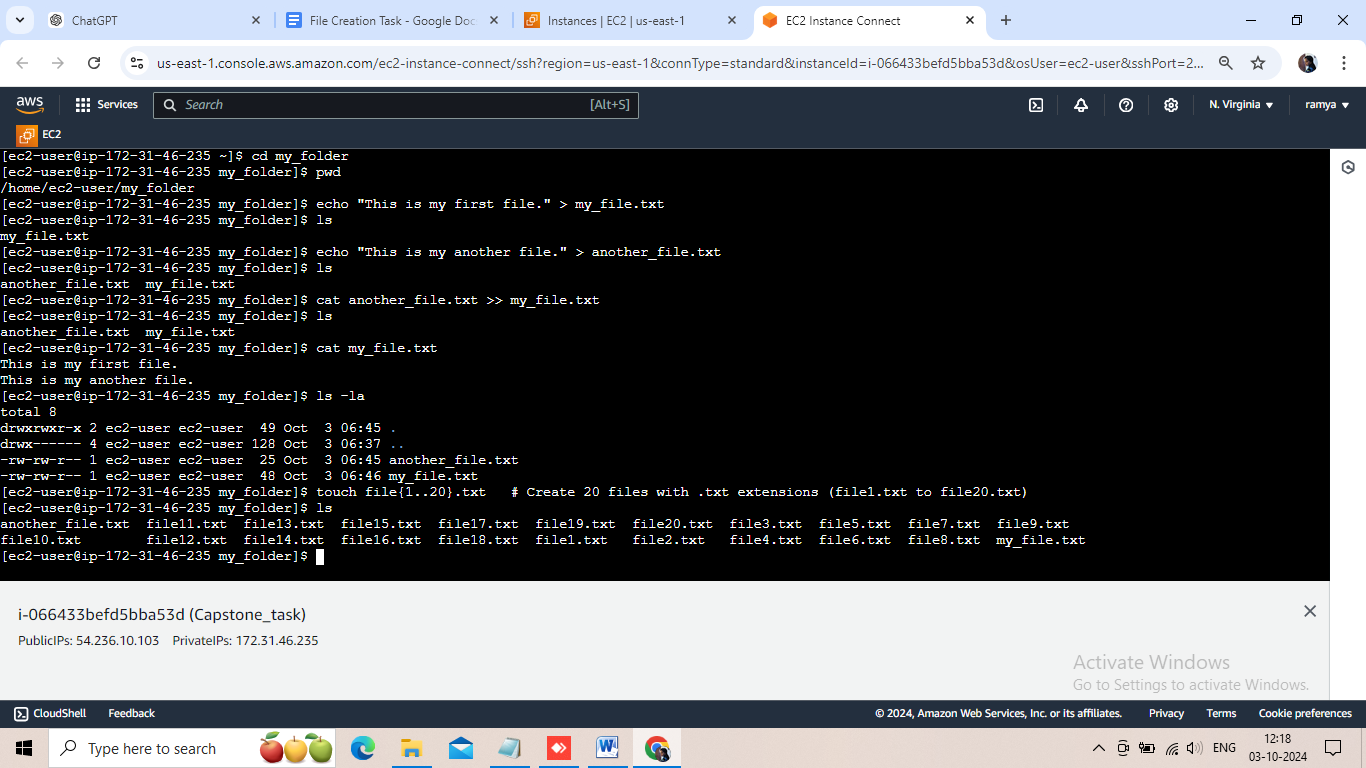 ChatGPT
File Creation Task - Google Doc
Instances | EC2 | us-east-1
EC2 Instance Connect
us-east-1.console.aws.amazon.com/ec2-instance-connect/ssh?region=us-east-1&connType=standard&instanceId=i-066433befd5bba53d&osUser=ec2-user&sshPort=2...
aws
Services
Search
[Alt+S]
N. Virginia
ramya
EC2
[ec2-user@ip-172-31-46-235 ~]$ cd my_folder
[ec2-user@ip-172-31-46-235 my_folder]$ pwd
/home/ec2-user/my_folder
[ec2-user@ip-172-31-46-235 my_folder]$ echo "This is my first file." > my_file.txt
[ec2-user@ip-172-31-46-235 my_folder]$ ls
my_file.txt
[ec2-user@ip-172-31-46-235 my_folder]$ echo "This is my another file." > another_file.txt
[ec2-user@ip-172-31-46-235 my_folder]$ ls
another_file.txt  my_file.txt
[ec2-user@ip-172-31-46-235 my_folder]$ cat another_file.txt >> my_file.txt
[ec2-user@ip-172-31-46-235 my_folder]$ ls
another_file.txt  my_file.txt
[ec2-user@ip-172-31-46-235 my_folder]$ cat my_file.txt
This is my first file.
This is my another file.
[ec2-user@ip-172-31-46-235 my_folder]$ ls -la
total 8
drwxrwxr-x 2 ec2-user ec2-user  49 Oct  3 06:45 .
drwx------ 4 ec2-user ec2-user 128 Oct  3 06:37 ..
-rw-rw-r-- 1 ec2-user ec2-user  25 Oct  3 06:45 another_file.txt
-rw-rw-r-- 1 ec2-user ec2-user  48 Oct  3 06:46 my_file.txt
[ec2-user@ip-172-31-46-235 my_folder]$ touch file{1..20}.txt   # Create 20 files with .txt extensions (file1.txt to file20.txt)
[ec2-user@ip-172-31-46-235 my_folder]$ ls
another_file.txt  file11.txt  file13.txt  file15.txt  file17.txt  file19.txt  file20.txt  file3.txt  file5.txt  file7.txt  file9.txt
file10.txt        file12.txt  file14.txt  file16.txt  file18.txt  file1.txt   file2.txt   file4.txt  file6.txt  file8.txt  my_file.txt
[ec2-user@ip-172-31-46-235 my_folder]$
i-066433befd5bba53d (Capstone_task)
PublicIPs: 54.236.10.103    PrivateIPs: 172.31.46.235
Activate Windows
Go to Settings to activate Windows.
CloudShell
Feedback
© 2024, Amazon Web Services, Inc. or its affiliates.
Privacy
Terms
Cookie preferences
Type here to search
ENG
12:18
03-10-2024